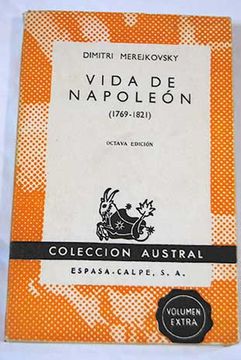 DIMITRI MEREJKOVSKY
VIDA DE
NAPOLEÓN
(1769-1821)
OCTAVA EDICIÓN
COLECCION AUSTRAL
ESPASA-CALPE, S. A.
VOLUMEN
EXTRA